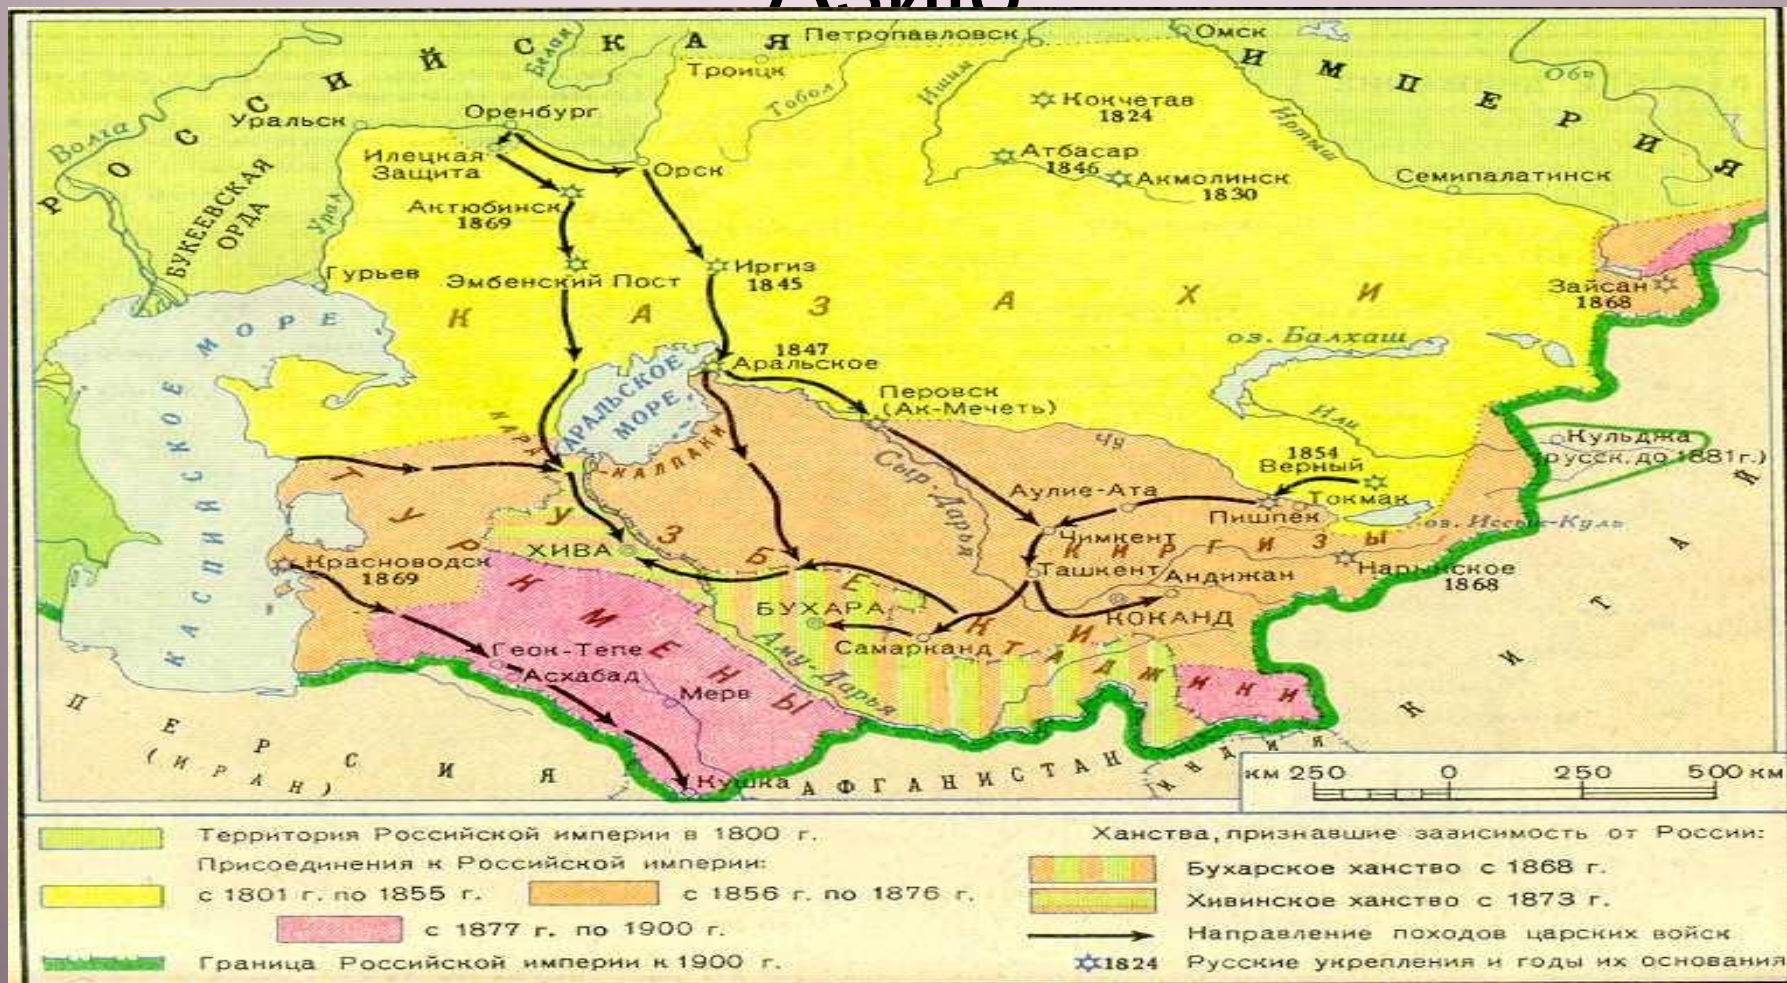 Азию
РОССИЙСКАЯ ИМПЕРИЯ
Белая
Петропавловск
Омск
Троицк
Тобол
Ишим
Обь
Волга
Уральск
Оренбург
Кокчетав
1824
Иртыш
Илецкая
Защита
Орск
Атбасар
1846
Акмолинск
1830
Семипалатинск
БУКЕЕВСКАЯ
ОРДА
Урал
Актюбинск
1869
Гурьев
Эмбенский Пост
Иргиз
1845
Зайсан
1868
КАЗАХИ
КАСПИЙСКОЕ МОРЕ
оз. Балхаш
1847
Аральское
АРАЛЬСКОЕ
МОРЕ
Перовск
(Ак-Мечеть)
КАРА-КАЛПАКИ
Или
Чу
Кульджа
(русск. до 1881г.)
1854
Верный
Сыр-Дарья
Аулие-Ата
Токмак
Пишпек
оз. Иссык-Куль
Чимкент
КИРГИЗЫ
ТУРКМЕНЫ
УЗБЕКИ
ХИВА
Красноводск
1869
Ташкент
Андижан
Нарынское
1868
БУХАРА
КОКАНД
Самарканд
ТАДЖИКИ
Геок-Тепе
Асхабад
Мерв
Аму-Дарья
Кушка
ПЕРСИЯ
(ИРАН)
АФГАНИСТАН
ИНДИЯ
КИТАЙ
км 250 0 250 500 км
Территория Российской империи в 1800 г.
Присоединения к Российской империи:
с 1801 г. по 1855 г.
с 1856 г. по 1876 г.
с 1877 г. по 1900 г.
Граница Российской империи к 1900 г.
Ханства, признавшие зависимость от России:
Бухарское ханство с 1868 г.
Хивинское ханство с 1873 г.
Направление походов царских войск
1824 Русские укрепления и годы их основания